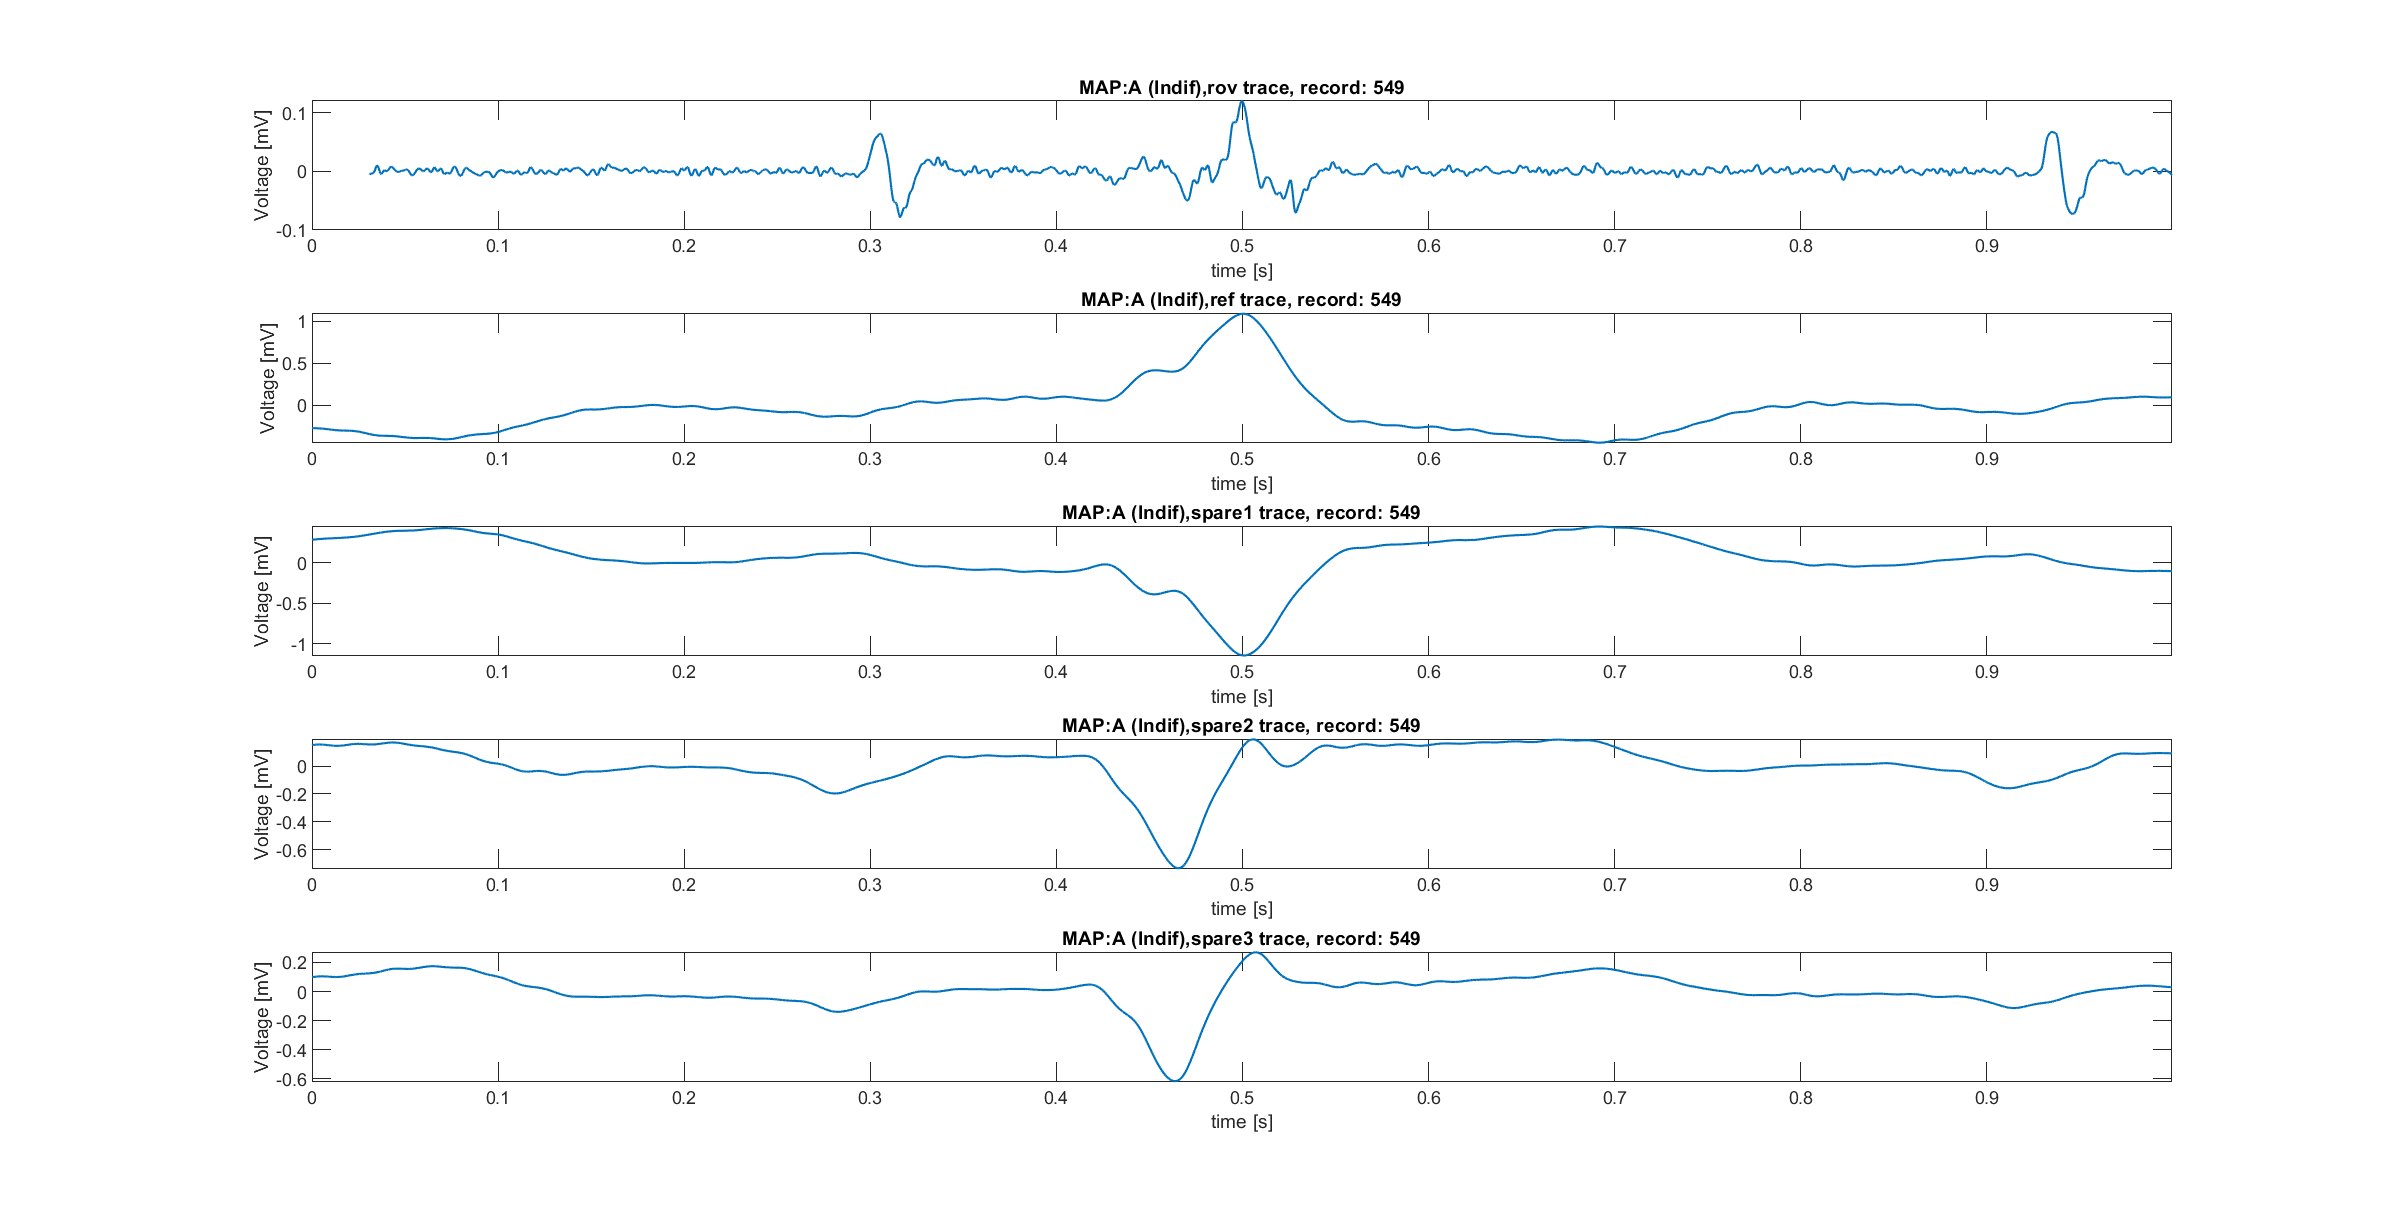 MAP:A (Indif),rov trace, record: 549
Voltage [mV]
0.1
0
-0.1
0 0.1 0.2 0.3 0.4 0.5 0.6 0.7 0.8 0.9
time [s]
MAP:A (Indif),ref trace, record: 549
Voltage [mV]
1
0.5
0
0 0.1 0.2 0.3 0.4 0.5 0.6 0.7 0.8 0.9
time [s]
MAP:A (Indif),spare1 trace, record: 549
Voltage [mV]
0
-0.5
-1
0 0.1 0.2 0.3 0.4 0.5 0.6 0.7 0.8 0.9
time [s]
MAP:A (Indif),spare2 trace, record: 549
Voltage [mV]
0
-0.2
-0.4
-0.6
0 0.1 0.2 0.3 0.4 0.5 0.6 0.7 0.8 0.9
time [s]
MAP:A (Indif),spare3 trace, record: 549
Voltage [mV]
0.2
0
-0.2
-0.4
-0.6
0 0.1 0.2 0.3 0.4 0.5 0.6 0.7 0.8 0.9
time [s]